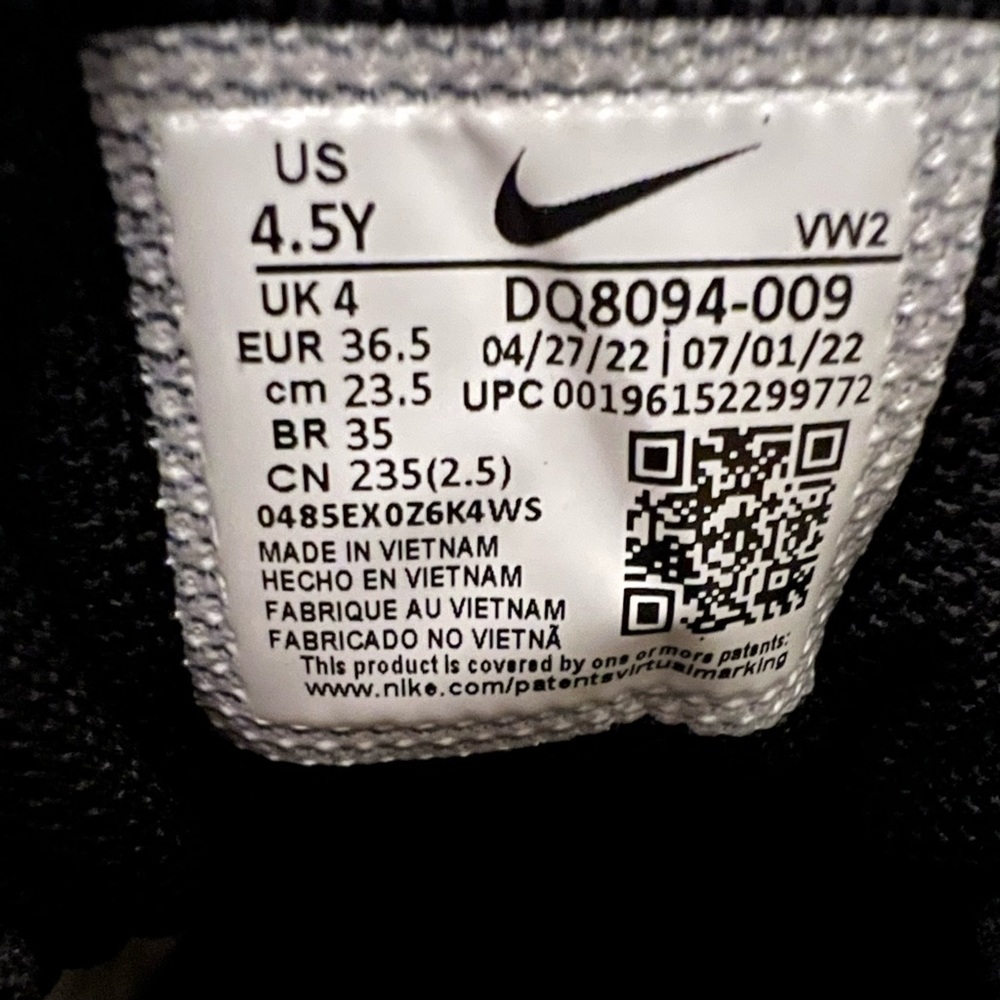 US
4.5Y
VW2
UK 4
DQ8094-009
EUR 36.5
04/27/22 | 07/01/22
cm 23.5
UPC 001961522​99772
BR 35
CN 235(2.5)
0485EX0Z6K4WS
MADE IN VIETNAM
HECHO EN VIETNAM
FABRIQUE AU VIETNAM
FABRICADO NO VIETNÃ
This product is covered by one or more patents:
www.nike.com/patentsvirtualmarking